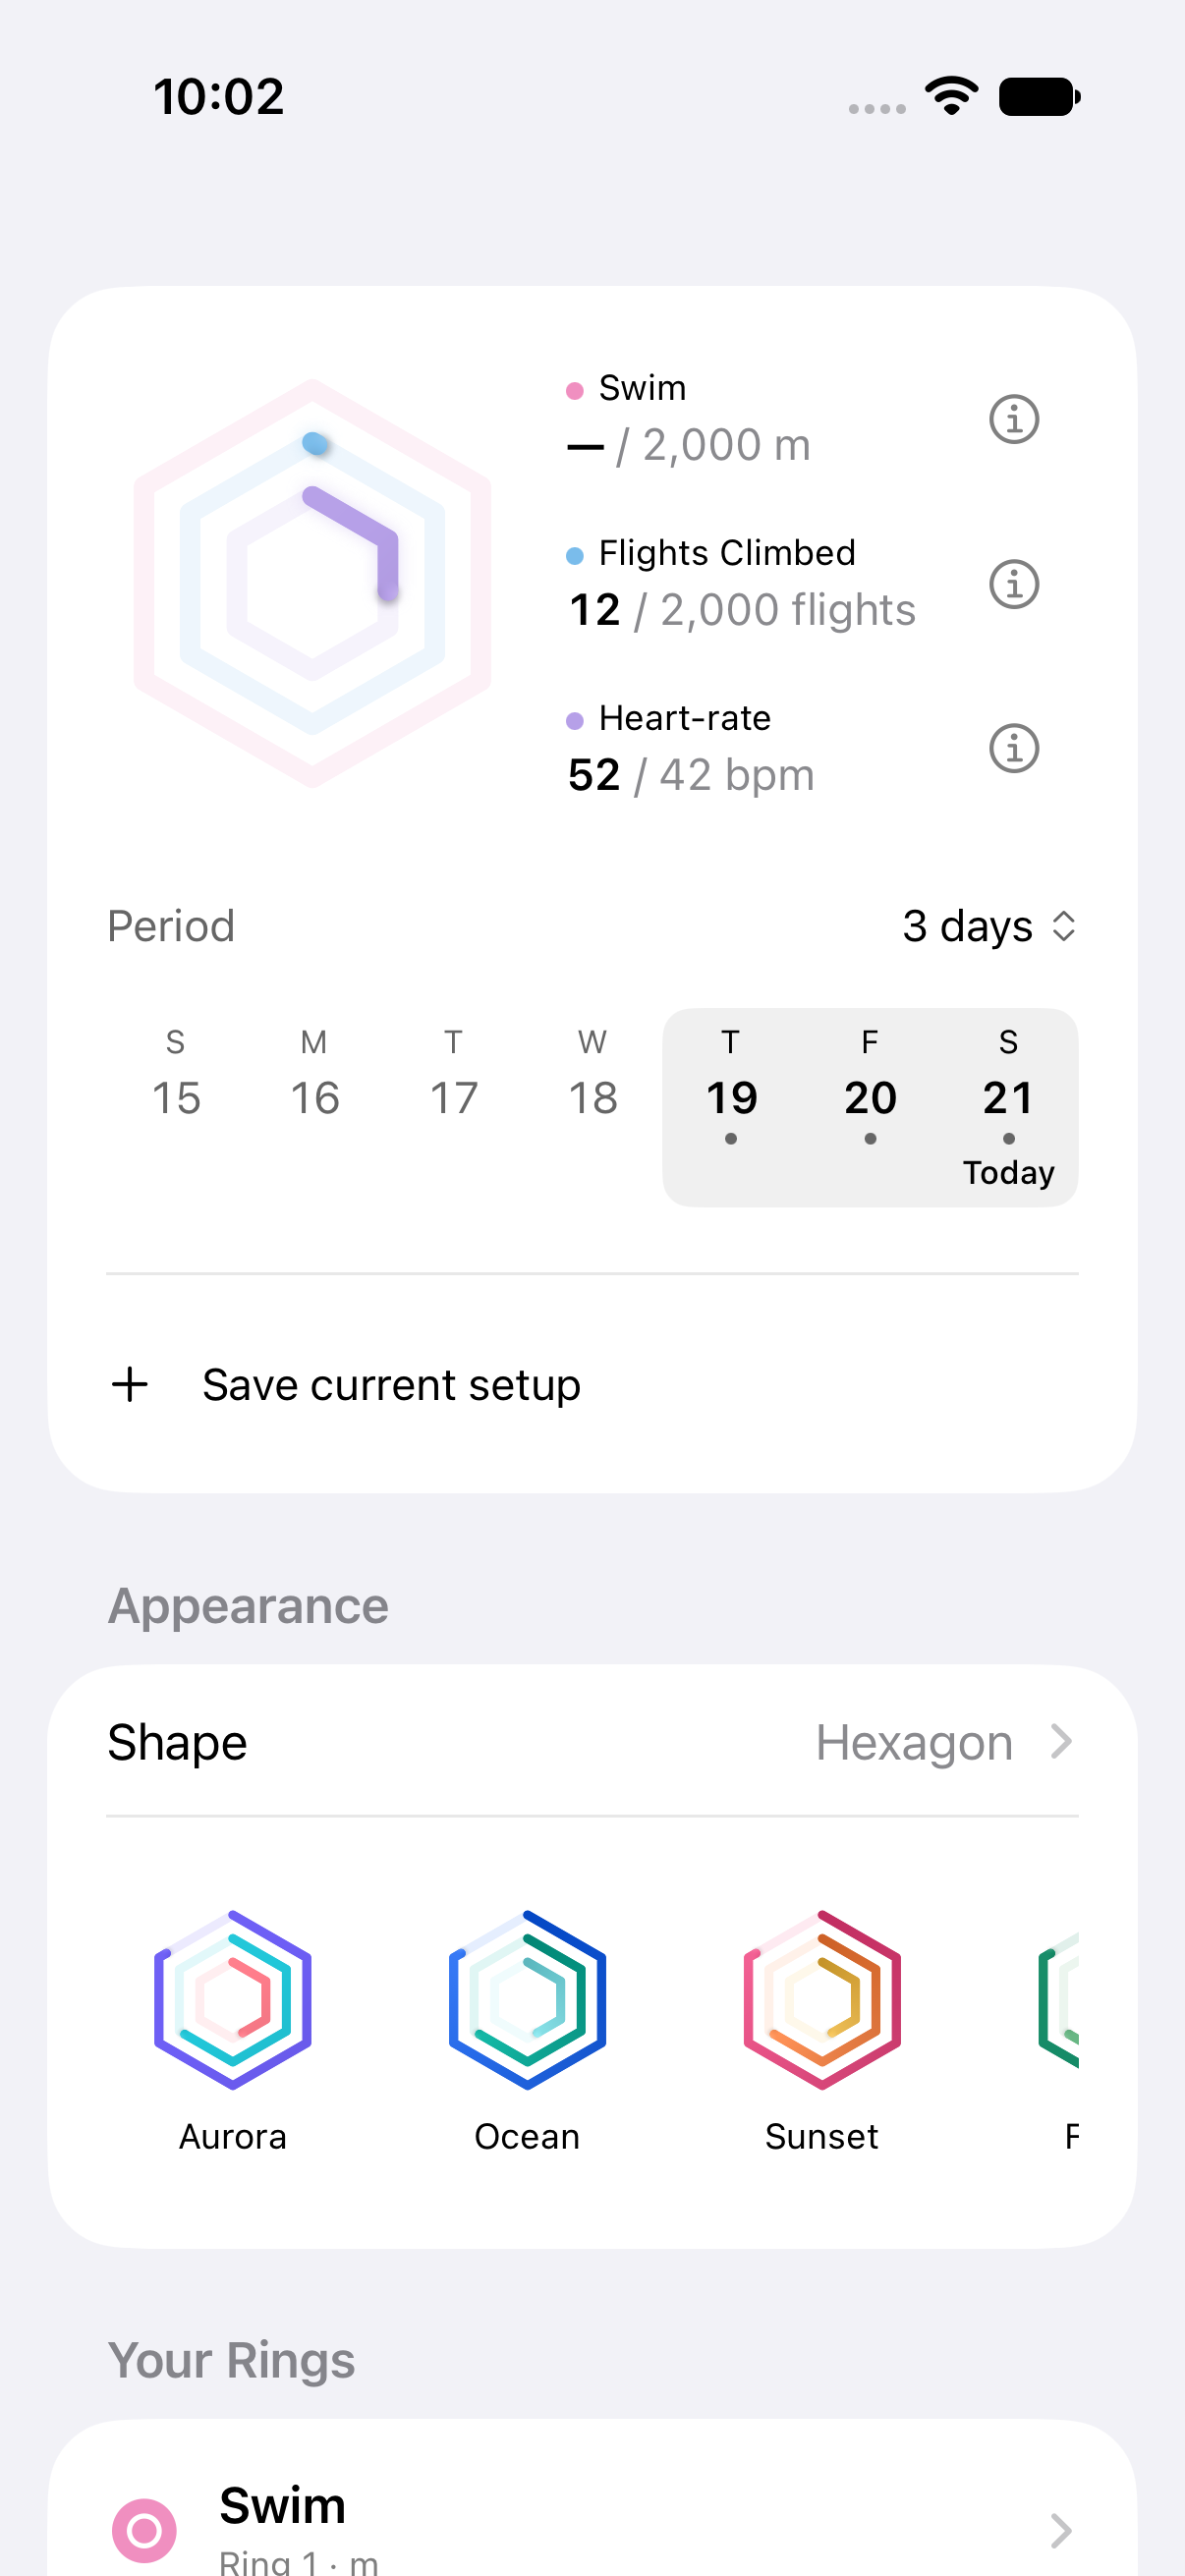 10:02
Swim
— / 2,000 m
Flights Climbed
12 / 2,000 flights
Heart-rate
52 / 42 bpm
Period
3 days
S M T W T F S
15 16 17 18 19 20 21
Today
+ Save current setup
Appearance
Shape
Hexagon
Aurora
Ocean
Sunset
F
Your Rings
Swim
Ring 1 · m